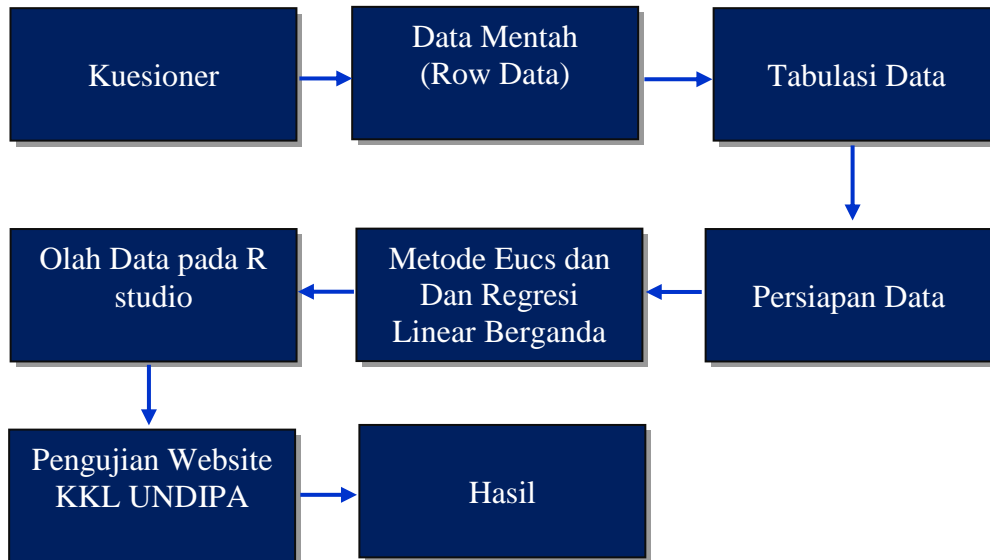 Kuesioner
Data Mentah
(Row Data)
Tabulasi Data
Persiapan Data
Metode Eucs dan
Dan Regresi
Linear Berganda
Olah Data pada R
studio
Pengujian Website
KKL UNDIPA
Hasil